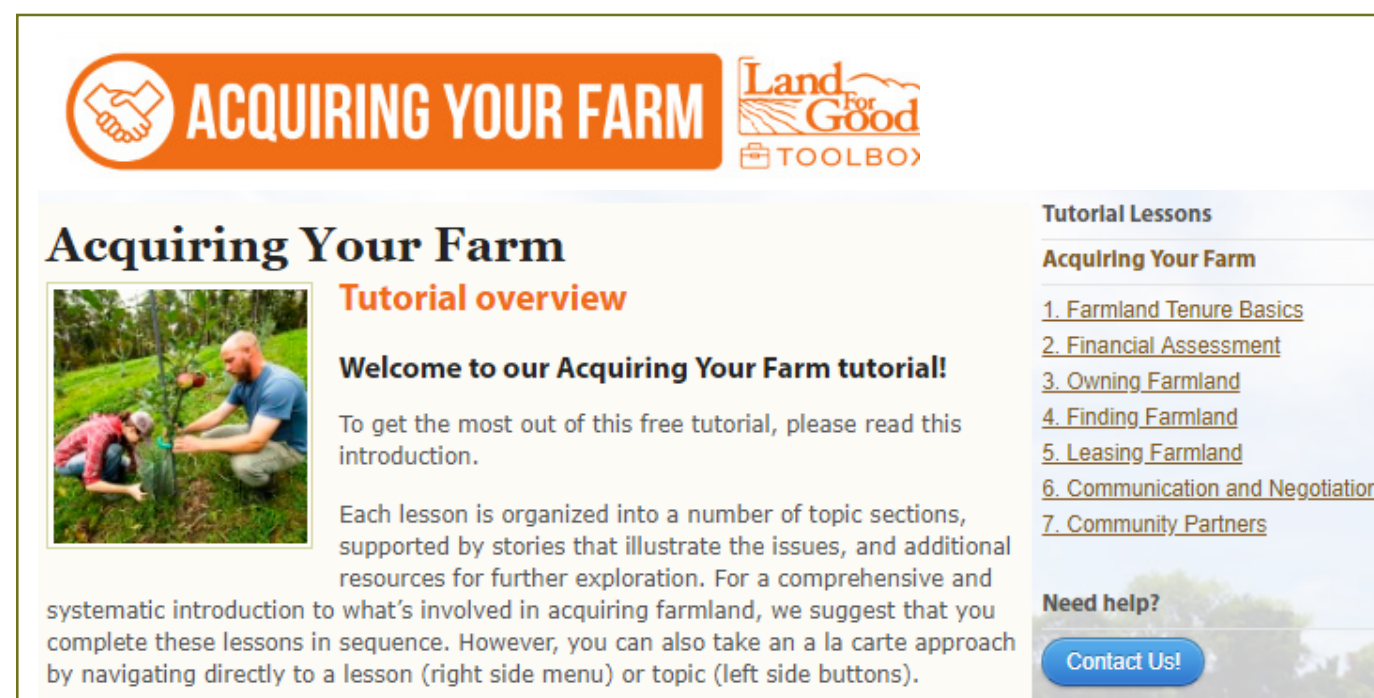 ACQUIRING YOUR FARM
Land
For
Good
TOOLBOX
Acquiring Your Farm
Tutorial overview
Welcome to our Acquiring Your Farm tutorial!
To get the most out of this free tutorial, please read this
introduction.
Each lesson is organized into a number of topic sections,
supported by stories that illustrate the issues, and additional
resources for further exploration. For a comprehensive and
systematic introduction to what’s involved in acquiring farmland, we suggest that you
complete these lessons in sequence. However, you can also take an a la carte approach
by navigating directly to a lesson (right side menu) or topic (left side buttons).
Tutorial Lessons
Acquiring Your Farm
1. Farmland Tenure Basics
2. Financial Assessment
3. Owning Farmland
4. Finding Farmland
5. Leasing Farmland
6. Communication and Negotiation
7. Community Partners
Need help?
Contact Us!